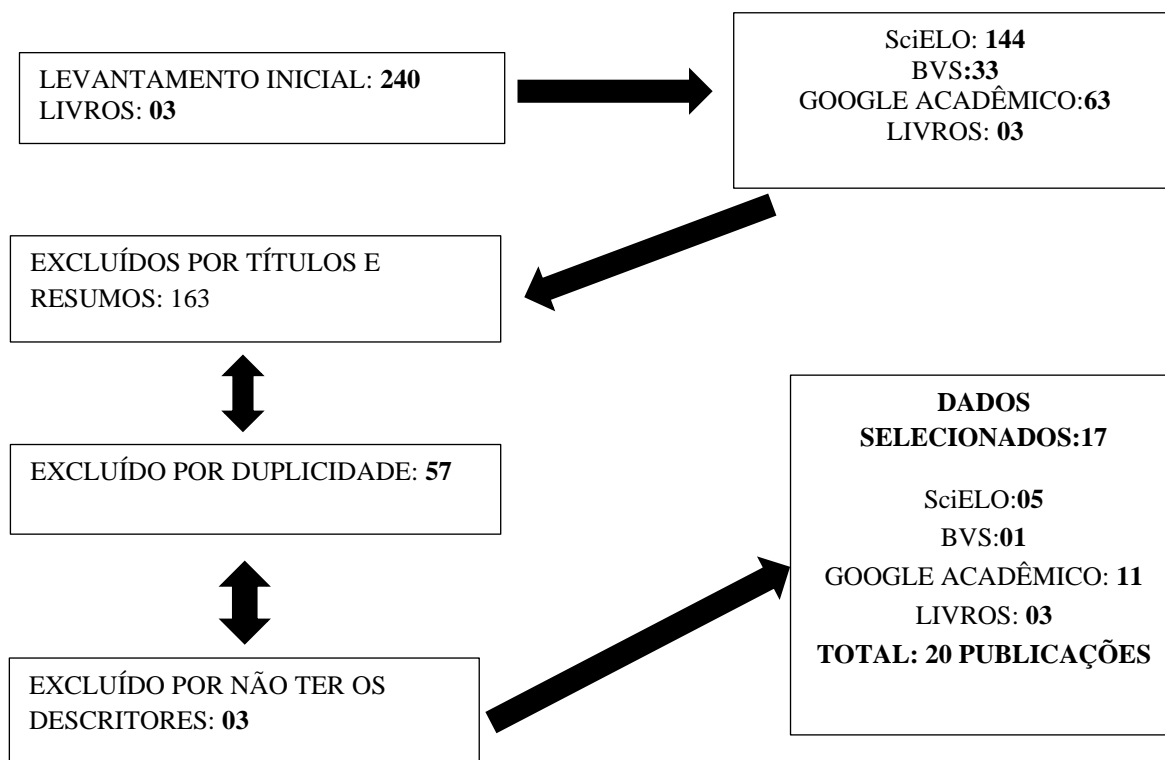 LEVANTAMENTO INICIAL: 240
LIVROS: 03
SciELO: 144
BVS:33
GOOGLE ACADÊMICO:63
LIVROS: 03
EXCLUÍDOS POR TÍTULOS E
RESUMOS: 163
EXCLUÍDO POR DUPLICIDADE: 57
EXCLUÍDO POR NÃO TER OS
DESCRITORES: 03
DADOS
SELECIONADOS:17
SciELO:05
BVS:01
GOOGLE ACADÊMICO: 11
LIVROS: 03
TOTAL: 20 PUBLICAÇÕES